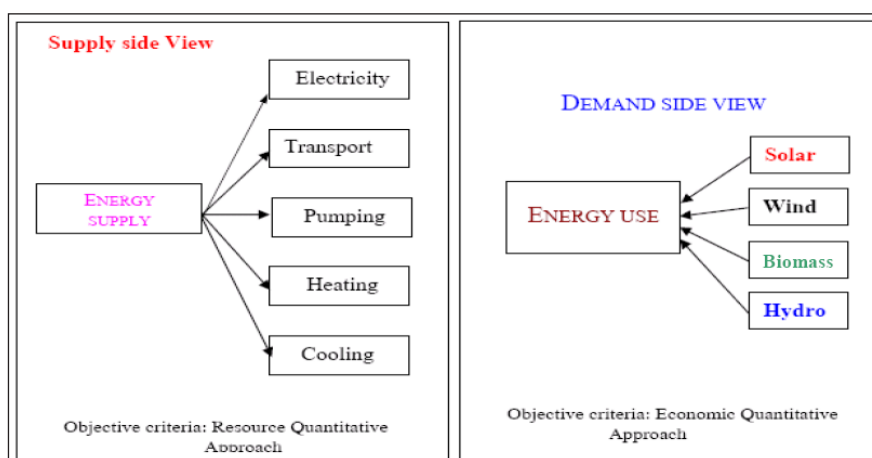 Supply side View
Electricity
Transport
ENERGY
SUPPLY
Pumping
Heating
Cooling
Objective criteria: Resource Quantitative
Approach
DEMAND SIDE VIEW
Solar
ENERGY USE
Wind
Biomass
Hydro
Objective criteria: Economic Quantitative
Approach